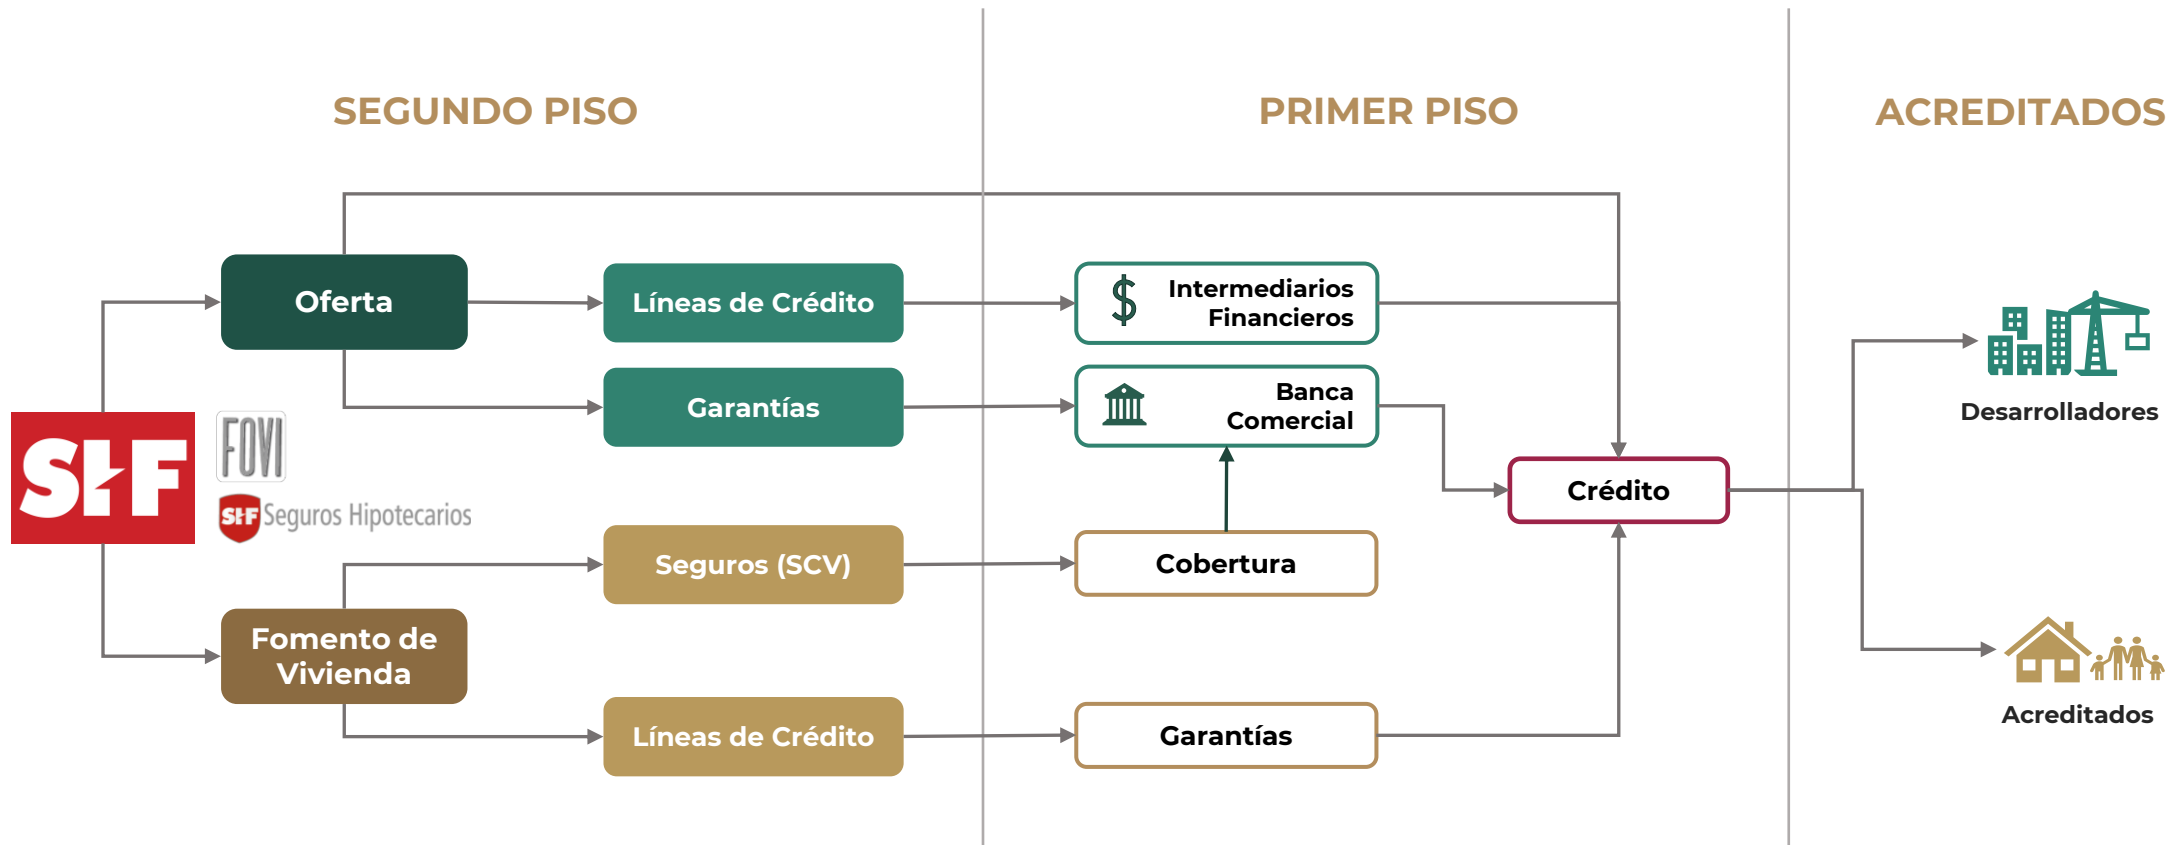 SEGUNDO PISO
PRIMER PISO
ACREDITADOS
Oferta
Líneas de Crédito
$
Intermediarios
Financieros
Garantías
Banca
Comercial
Desarrolladores
SHF
FOVI
SHF Seguros Hipotecarios
Crédito
Seguros (SCV)
Cobertura
Fomento de
Vivienda
Líneas de Crédito
Garantías
Acreditados